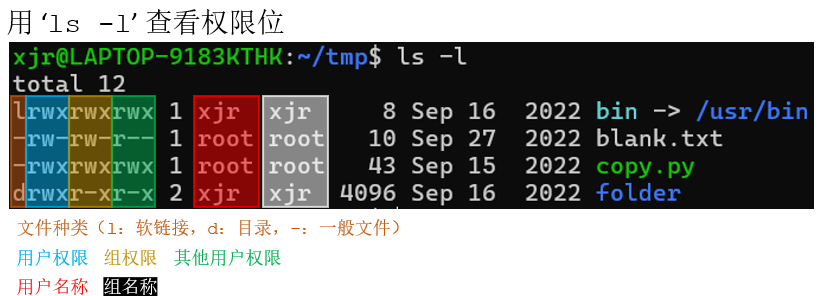 用 ‘ls -l’ 查看权限位
xjr@LAPTOP-9183KTHK:~/tmp$ ls -l
total 12
lrwxrwxrwx 1 xjr  xjr     8 Sep 16  2022 bin -> /usr/bin
-rw-rw-r-- 1 root root   10 Sep 27  2022 blank.txt
-rwxrwxrwx 1 root root   43 Sep 15  2022 copy.py
drwxr-xr-x 2 xjr  xjr  4096 Sep 16  2022 folder
文件种类（l：软链接，d：目录，-：一般文件）
用户权限 组权限 其他用户权限
用户名称 组名称